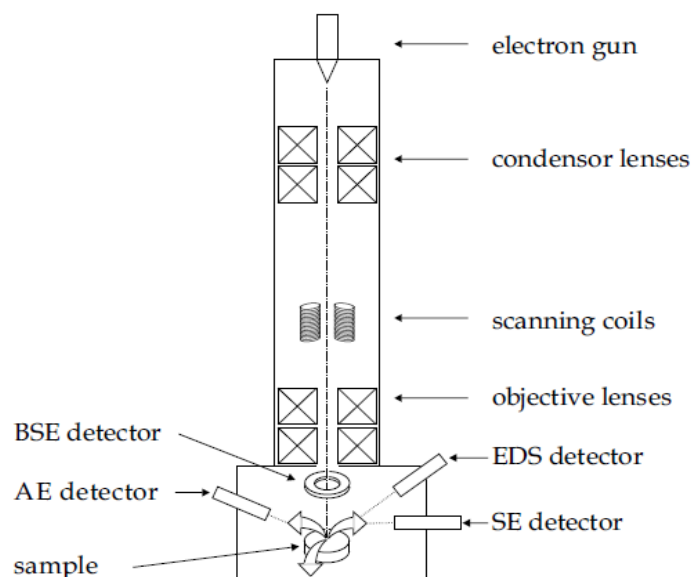 electron gun
condensor lenses
scanning coils
objective lenses
BSE detector
EDS detector
AE detector
SE detector
sample